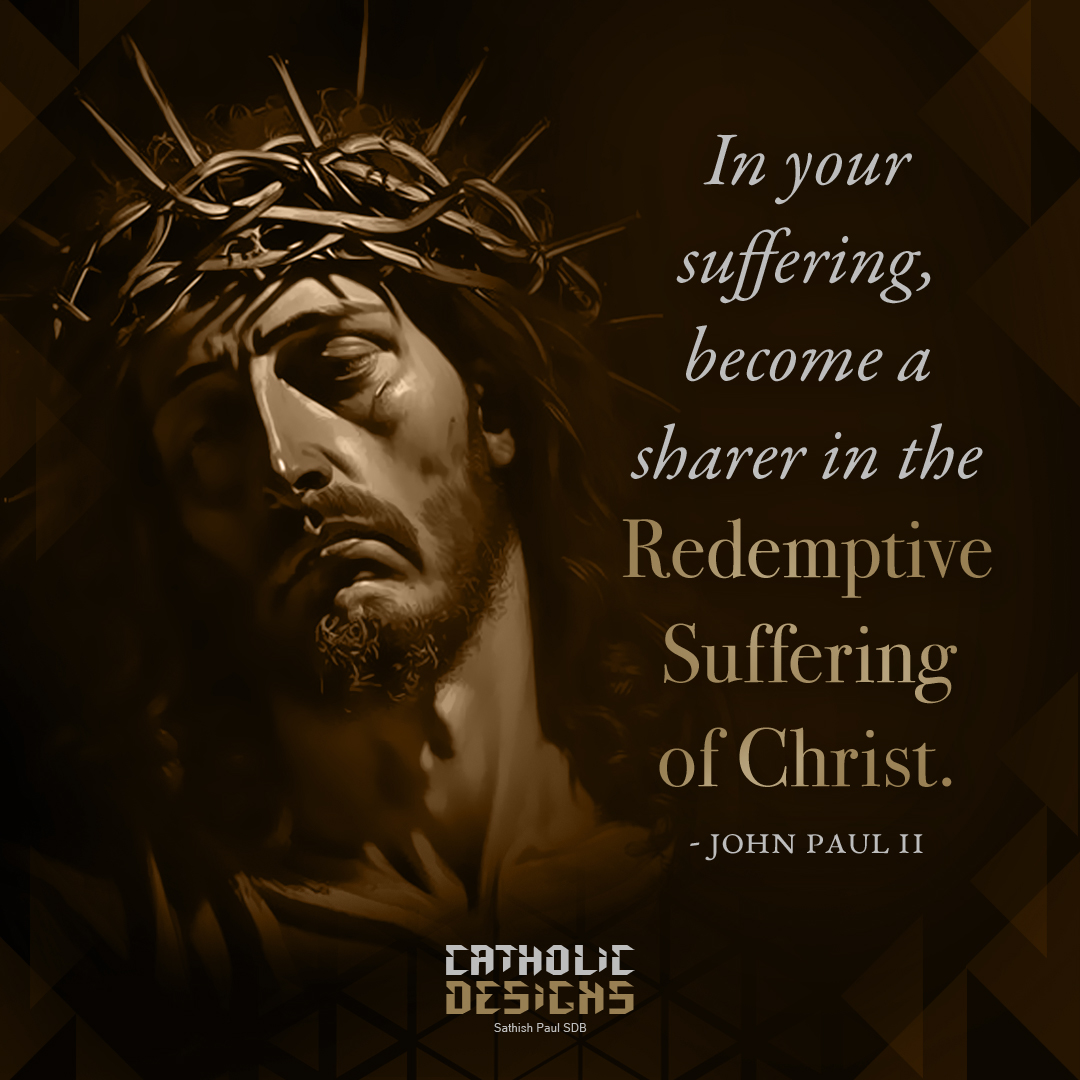 In your
suffering,
become a
sharer in the
Redemptive
Suffering
of Christ.
- JOHN PAUL II
CATHOLIC
DESIGNS
Sathish Paul SDB